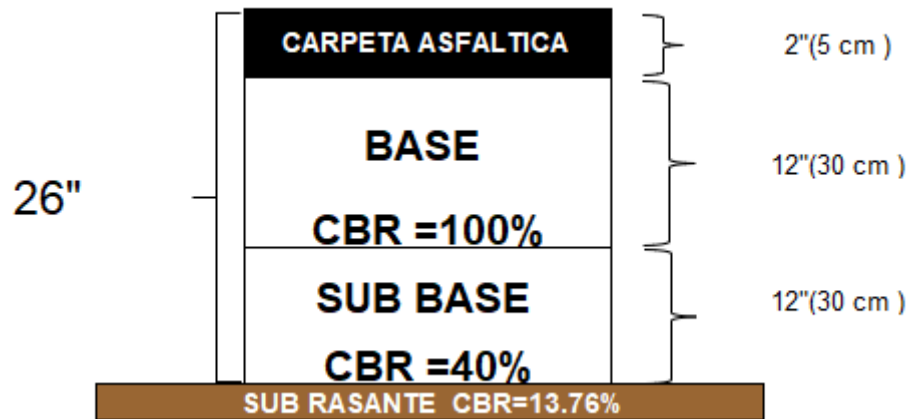 CARPETA ASFALTICA
2"(5 cm )
BASE
12"(30 cm )
26"
CBR =100%
SUB BASE
12"(30 cm )
CBR =40%
SUB RASANTE CBR=13.76%